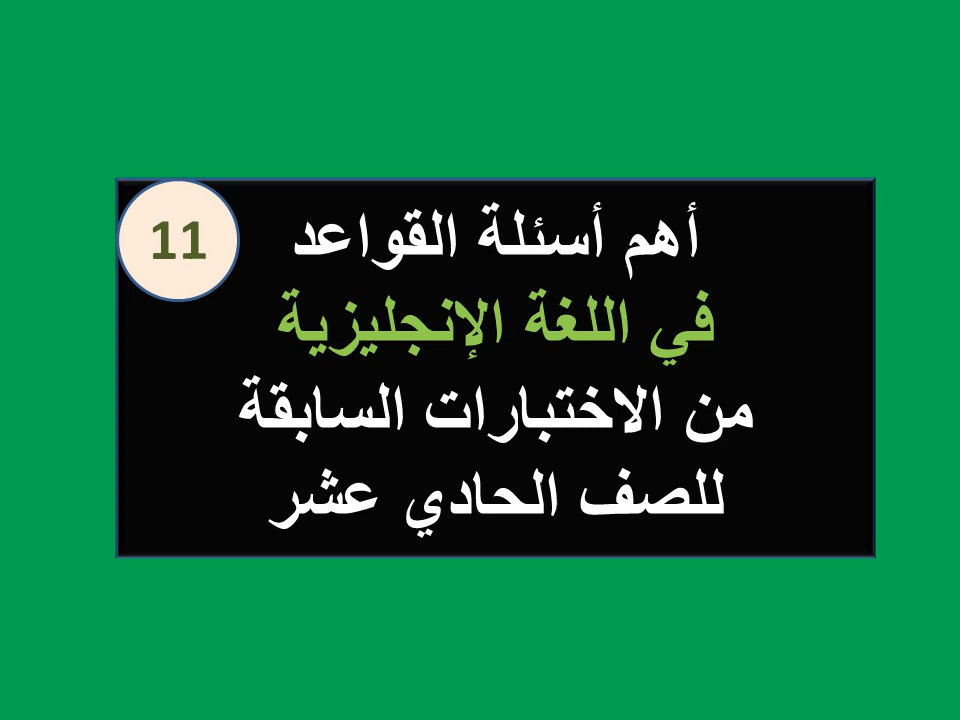 11
أهم أسئلة القواعد
في اللغة الإنجليزية
من الاختبارات السابقة
للصف الحادي عشر